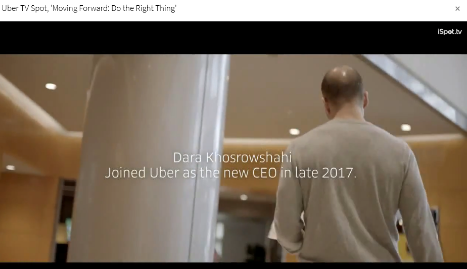 Uber TV Spot, 'Moving Forward: Do the Right Thing'
×
iSpot.tv
Dara Khosrowshahi
Joined Uber as the new CEO in late 2017.